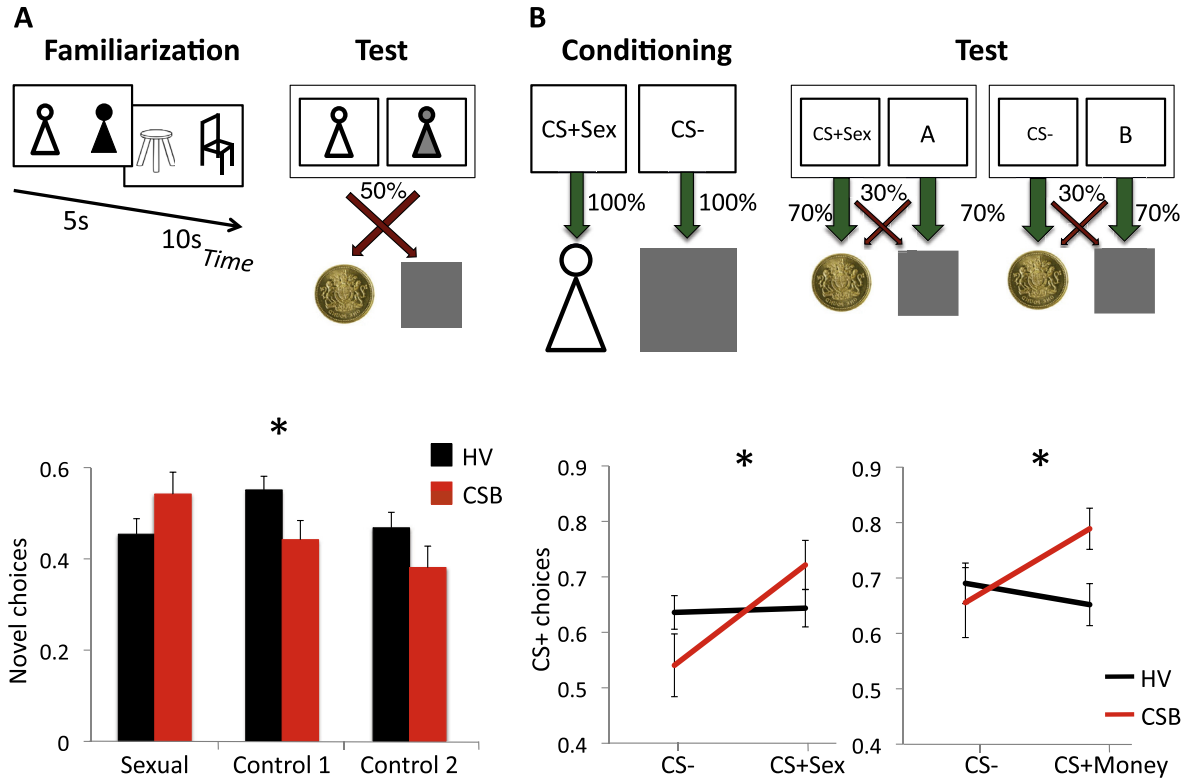 A
Familiarization
Test
5s
10s
Time
50%
B
Conditioning
Test
CS+Sex
CS-
100%
100%
CS+Sex
A
CS-
B
70%
30%
70%
30%
70%
*
HV
CSB
Novel choices
0.6
0.4
0.2
0
Sexual
Control 1
Control 2
*
CS+ choices
0.9
0.8
0.7
0.6
0.5
0.4
CS-
CS+Sex
*
0.9
0.8
0.7
0.6
0.5
0.4
HV
CSB
CS-
CS+Money